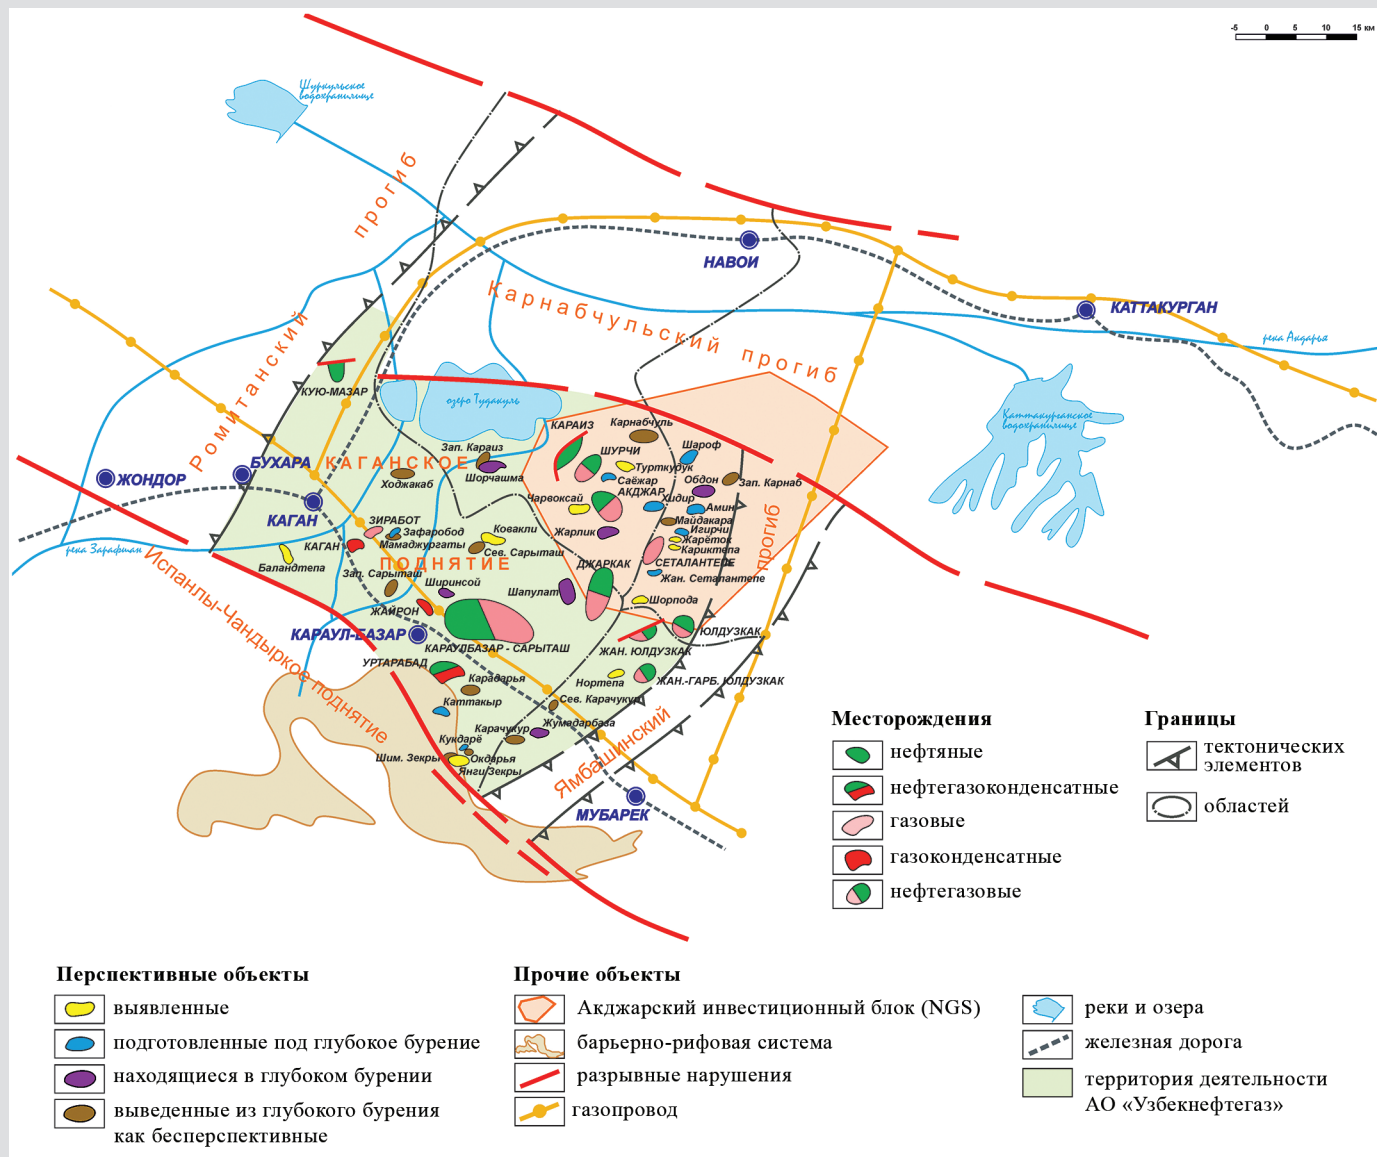 -5 0 5 10 15 км
Шуркульское
водохранилище
прогиб
НАВОИ
Карнабчульский прогиб
КАТТАКУРГАН
река Акдарья
Ромитанский
КУЮ-МАЗАР
озеро Тудакуль
Каттакурганское
водохранилище
КАРАИЗ
Карнабчуль
Шароф
Зап. Караиз
ШУРЧИ
БУХАРА
КАГАНСКОЕ
Турткудук
ЖОНДОР
Ходжакаб
Шорчашма
Саёжар
Обдон
Зап. Карнаб
АКДЖАР
Чарвоксай
Хидир
Амин
КАГАН
ЗИРАБОТ
Майдакара
Зафаробод
Ковакли
Жарлик
Игирчи
Жарёток
река Зарафшан
КАГАН
Мамаджургаты
Сев. Сарыташ
Кариктепа
прогиб
Баландтепа
ПОДНЯТИЕ
ДЖАРКАК
СЕТАЛАНТЕПЕ
Зап. Сарыташ
Ширинсой
Жан. Сеталантепе
Шапулат
Шорпода
ЖАЙРОН
Испанлы-Чандыркое поднятие
КАРАУЛ-БАЗАР
ЮЛДУЗКАК
КАРАУЛБАЗАР - САРЫТАШ
ЖАН. ЮЛДУЗКАК
УРТАРАБАД
Карадарья
Нортепа
ЖАН.-ГАРБ. ЮЛДУЗКАК
Каттакыр
Сев. Карачукур
Карачукур
Жумадарбаза
Кукдарё
Шим. Зекры
Окдарья
Янги Зекры
Ямбашинский
МУБАРЕК
Месторождения
нефтяные
нефтегазоконденсатные
газовые
газоконденсатные
нефтегазовые
Границы
тектонических
элементов
областей
Перспективные объекты
выявленные
подготовленные под глубокое бурение
находящиеся в глубоком бурении
выведенные из глубокого бурения
как бесперспективные
Прочие объекты
Акджарский инвестиционный блок (NGS)
барьерно-рифовая система
разрывные нарушения
газопровод
реки и озера
железная дорога
территория деятельности
АО «Узбекнефтегаз»